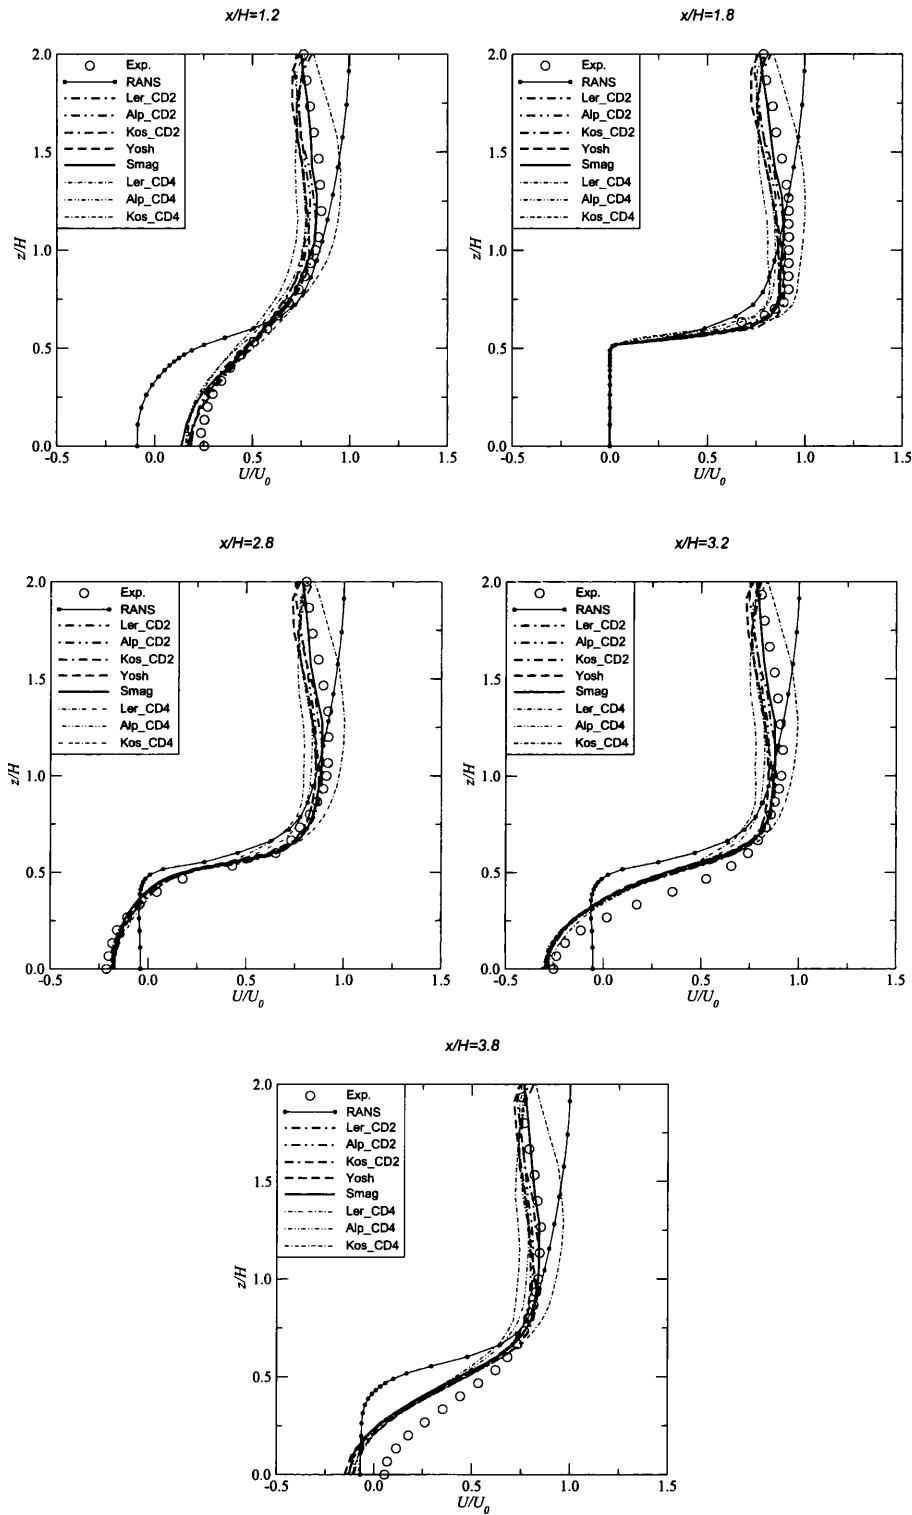 x/H=1.2
2.0
1.5
1.0
0.5
0.0
z/H
Exp.
RANS
Ler_CD2
Alp_CD2
Kos_CD2
Yosh
Smag
Ler_CD4
Alp_CD4
Kos_CD4
-0.5
0.0
0.5
1.0
1.5
U/U0
x/H=1.8
2.0
1.5
1.0
0.5
0.0
z/H
Exp.
RANS
Ler_CD2
Alp_CD2
Kos_CD2
Yosh
Smag
Ler_CD4
Alp_CD4
Kos_CD4
-0.5
0.0
0.5
1.0
1.5
U/U0
x/H=2.8
2.0
1.5
1.0
0.5
0.0
z/H
Exp.
RANS
Ler_CD2
Alp_CD2
Kos_CD2
Yosh
Smag
Ler_CD4
Alp_CD4
Kos_CD4
-0.5
0.0
0.5
1.0
1.5
U/U0
x/H=3.2
2.0
1.5
1.0
0.5
0.0
z/H
Exp.
RANS
Ler_CD2
Alp_CD2
Kos_CD2
Yosh
Smag
Ler_CD4
Alp_CD4
Kos_CD4
-0.5
0.0
0.5
1.0
1.5
U/U0
x/H=3.8
2.0
1.5
1.0
0.5
0.0
z/H
Exp.
RANS
Ler_CD2
Alp_CD2
Kos_CD2
Yosh
Smag
Ler_CD4
Alp_CD4
Kos_CD4
-0.5
0.0
0.5
1.0
1.5
U/U0